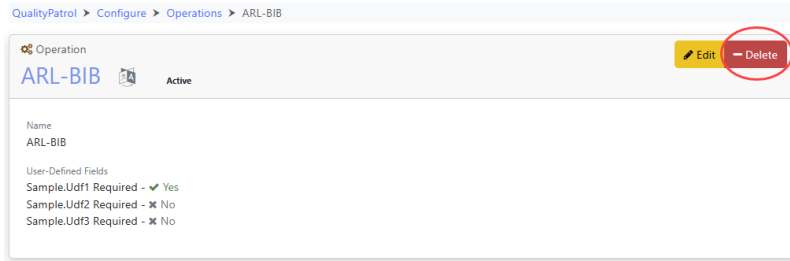 QualityPatrol > Configure > Operations > ARL-BIB
Operation
ARL-BIB Active
Edit
Delete
Name
ARL-BIB
User-Defined Fields
Sample.Udf1 Required - ✔ Yes
Sample.Udf2 Required - ✖ No
Sample.Udf3 Required - ✖ No